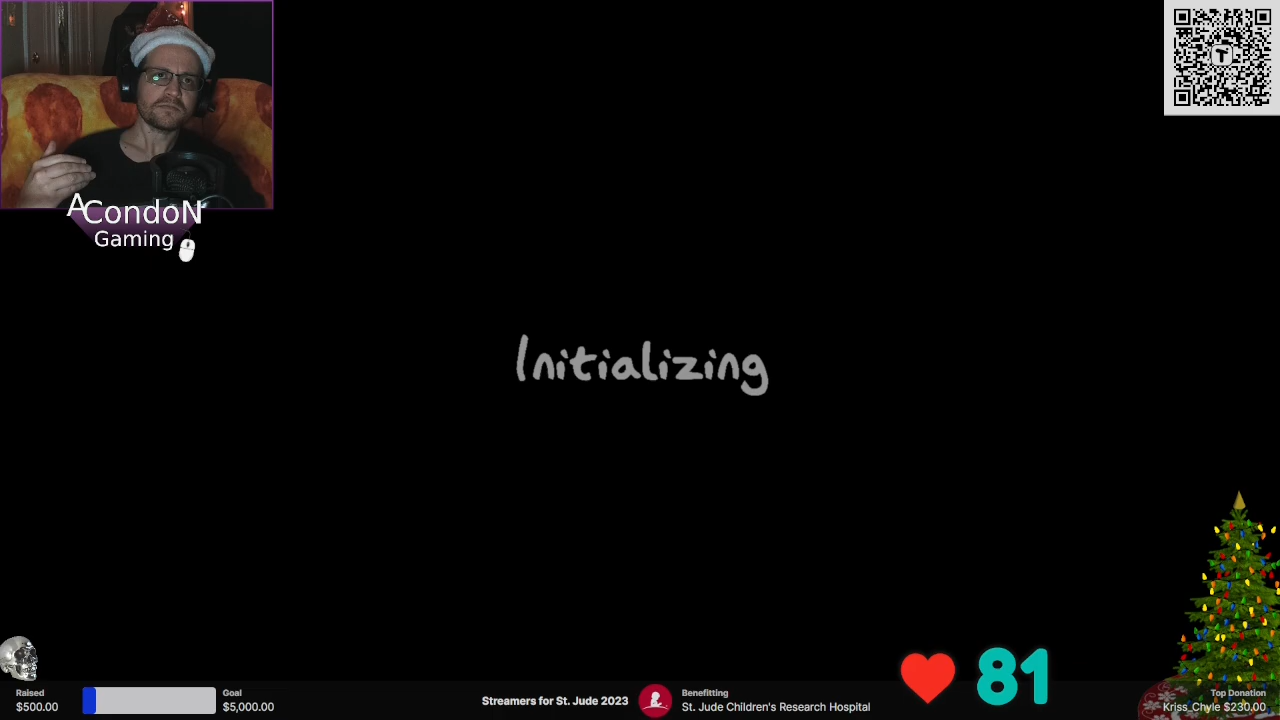 ACondoN
Gaming
Initializing
81
Raised
$500.00
Goal
$5,000.00
Streamers for St. Jude 2023
Benefitting
St. Jude Children's Research Hospital
Top Donation
Kriss_Chyle $230.00